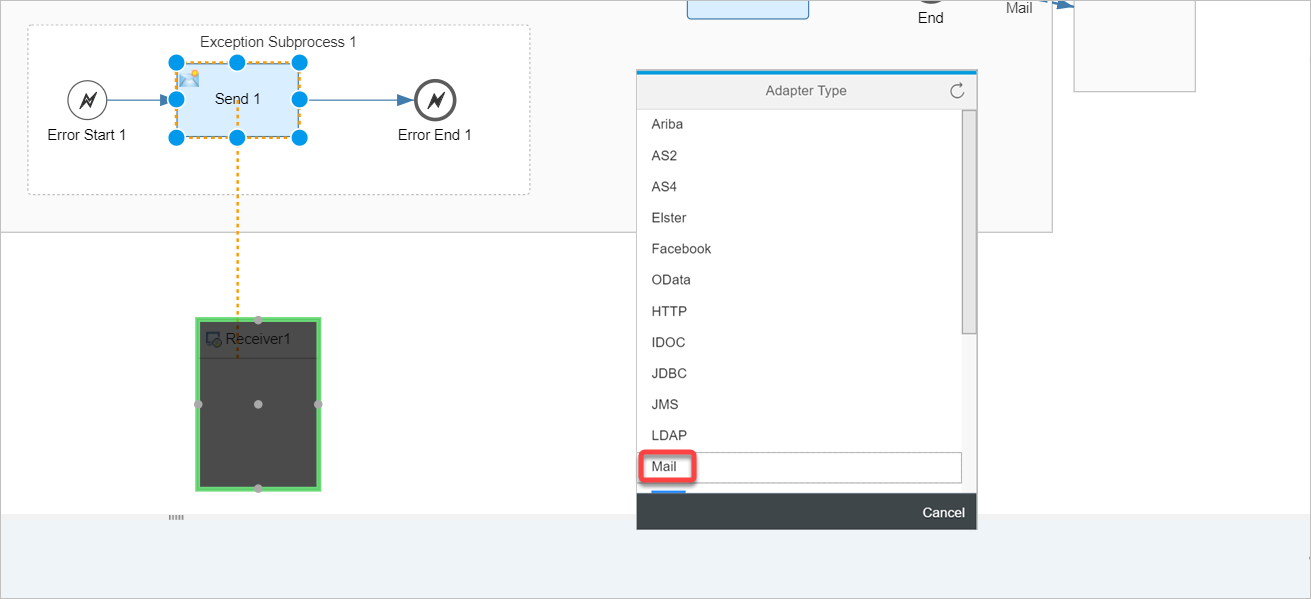 End
Mail
Exception Subprocess 1
Send 1
Error Start 1
Error End 1
Receiver1
Adapter Type
Ariba
AS2
AS4
Elster
Facebook
OData
HTTP
IDOC
JDBC
JMS
LDAP
Mail
Cancel